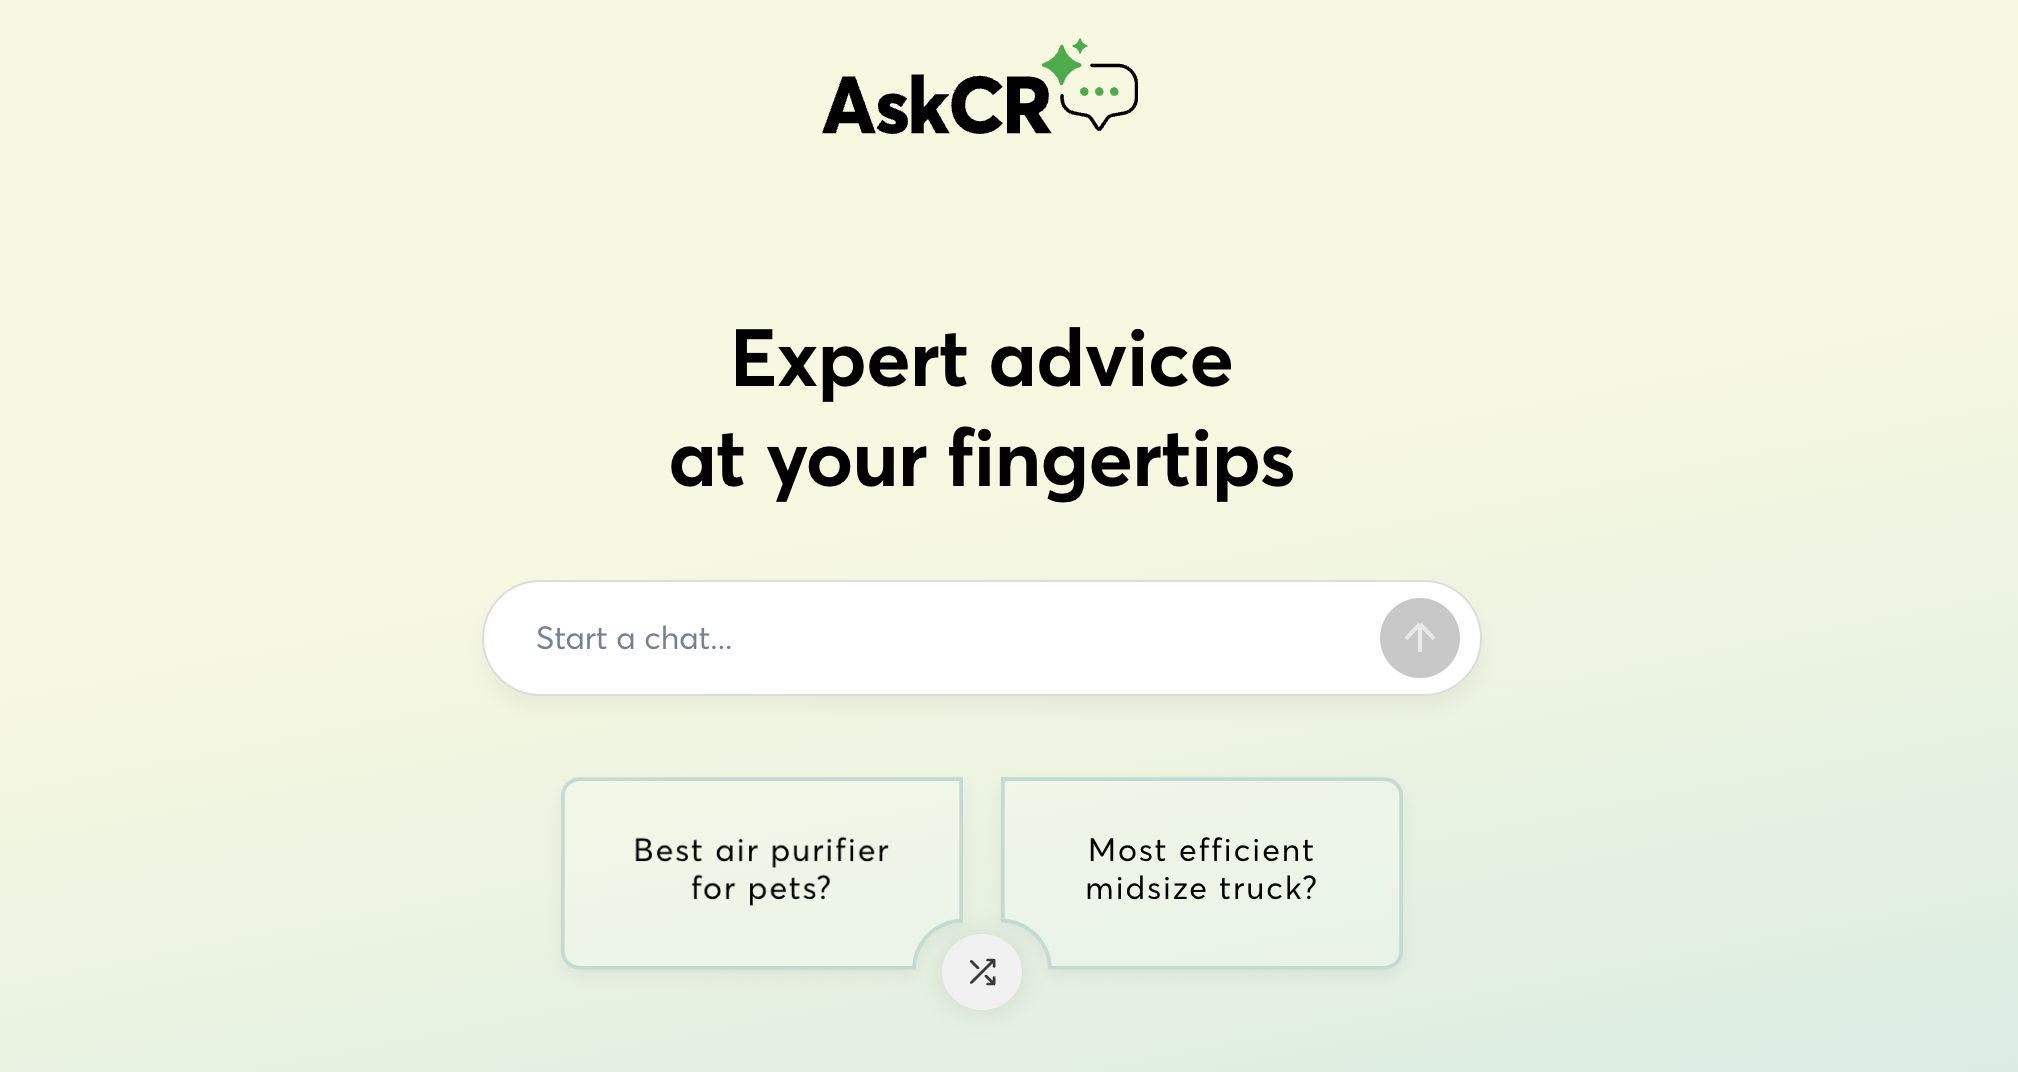 AskCR
Expert advice
at your fingertips
Start a chat...
Best air purifier
for pets?
Most efficient
midsize truck?